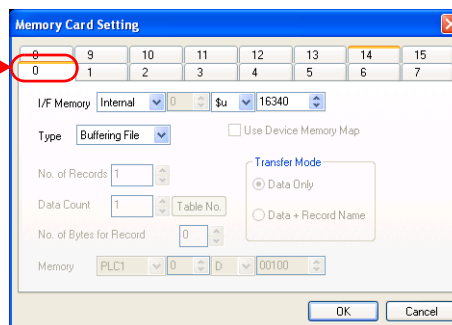 Memory Card Setting
8 9 10 11 12 13 14 15
0 1 2 3 4 5 6 7
I/F Memory Internal 0 $u 16340
Type Buffering File Use Device Memory Map
Transfer Mode
No. of Records 1
Data Only
Data Count 1 Table No.
Data + Record Name
No. of Bytes for Record 0
Memory PLC1 0 D 00100
OK Cancel